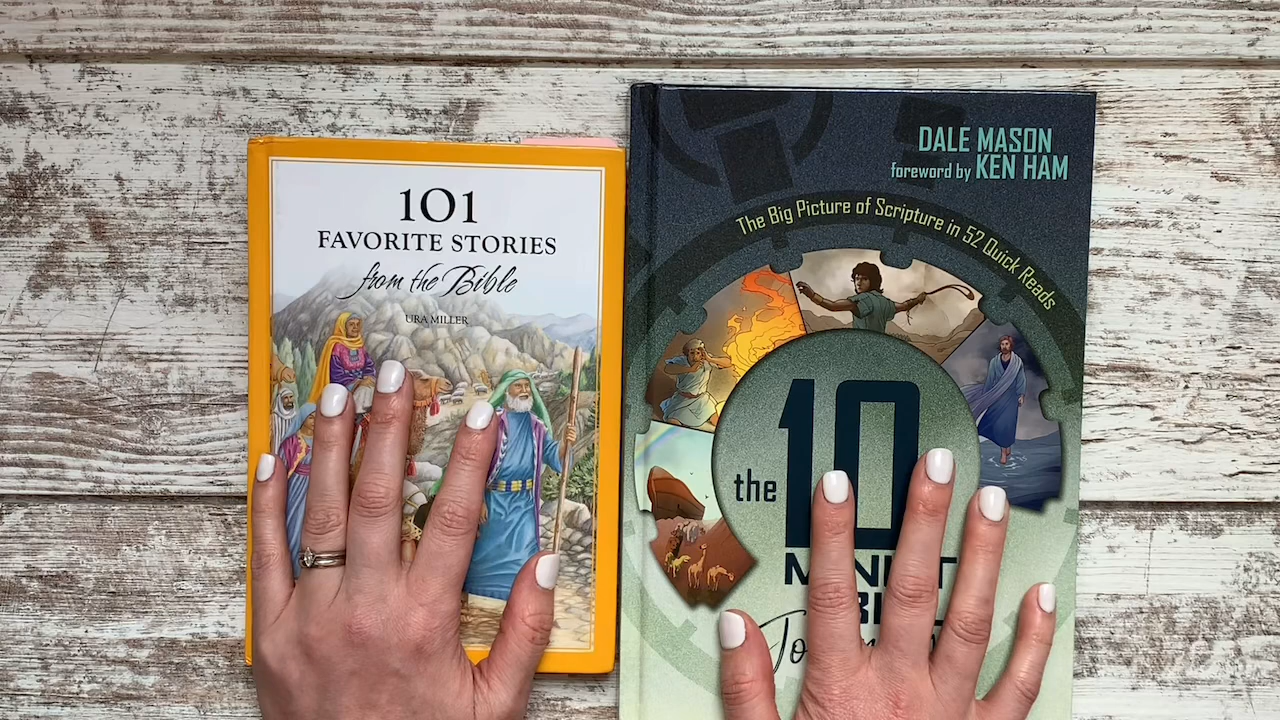 101
FAVORITE STORIES
from the Bible
URA MILLER
DALE MASON
foreword by KEN HAM
The Big Picture of Scripture in 52 Quick Reads
the 10